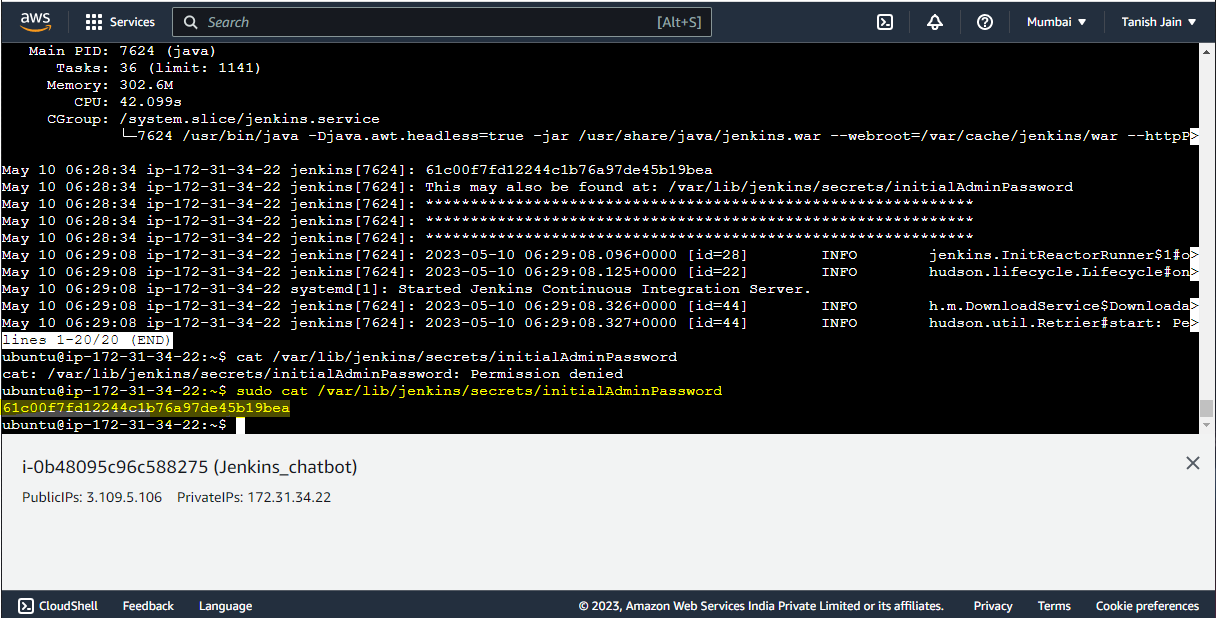 aws Services Search [Alt+S] Mumbai Tanish Jain
Main PID: 7624 (java)
Tasks: 36 (limit: 1141)
Memory: 302.6M
CPU: 42.099s
CGroup: /system.slice/jenkins.service
└─7624 /usr/bin/java -Djava.awt.headless=true -jar /usr/share/java/jenkins.war --webroot=/var/cache/jenkins/war --httpP>
May 10 06:28:34 ip-172-31-34-22 jenkins[7624]: 61c00f7fd12244c1b76a97de45b19bea
May 10 06:28:34 ip-172-31-34-22 jenkins[7624]: This may also be found at: /var/lib/jenkins/secrets/initialAdminPassword
May 10 06:28:34 ip-172-31-34-22 jenkins[7624]: *************************************************************
May 10 06:28:34 ip-172-31-34-22 jenkins[7624]: *************************************************************
May 10 06:28:34 ip-172-31-34-22 jenkins[7624]: *************************************************************
May 10 06:29:08 ip-172-31-34-22 jenkins[7624]: 2023-05-10 06:29:08.096+0000 [id=28] INFO jenkins.InitReactorRunner$1#o>
May 10 06:29:08 ip-172-31-34-22 jenkins[7624]: 2023-05-10 06:29:08.125+0000 [id=22] INFO hudson.lifecycle.Lifecycle#on>
May 10 06:29:08 ip-172-31-34-22 systemd[1]: Started Jenkins Continuous Integration Server.
May 10 06:29:08 ip-172-31-34-22 jenkins[7624]: 2023-05-10 06:29:08.326+0000 [id=44] INFO h.m.DownloadService$Downloada>
May 10 06:29:08 ip-172-31-34-22 jenkins[7624]: 2023-05-10 06:29:08.327+0000 [id=44] INFO hudson.util.Retrier#start: Pe>
lines 1-20/20 (END)
ubuntu@ip-172-31-34-22:~$ cat /var/lib/jenkins/secrets/initialAdminPassword
cat: /var/lib/jenkins/secrets/initialAdminPassword: Permission denied
ubuntu@ip-172-31-34-22:~$ sudo cat /var/lib/jenkins/secrets/initialAdminPassword
61c00f7fd12244c1b76a97de45b19bea
ubuntu@ip-172-31-34-22:~$
i-0b48095c96c588275 (Jenkins_chatbot)
PublicIPs: 3.109.5.106 PrivateIPs: 172.31.34.22
CloudShell Feedback Language © 2023, Amazon Web Services India Private Limited or its affiliates. Privacy Terms Cookie preferences